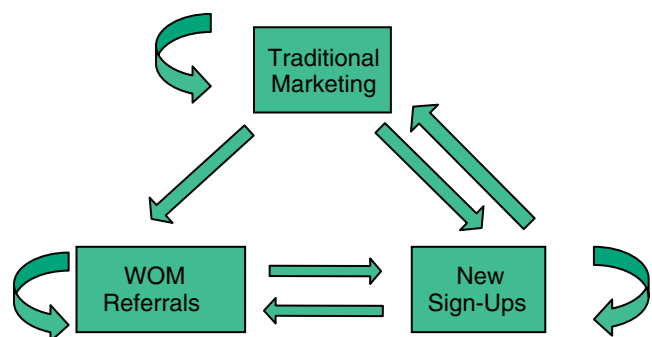 Traditional
Marketing
WOM
Referrals
New
Sign-Ups